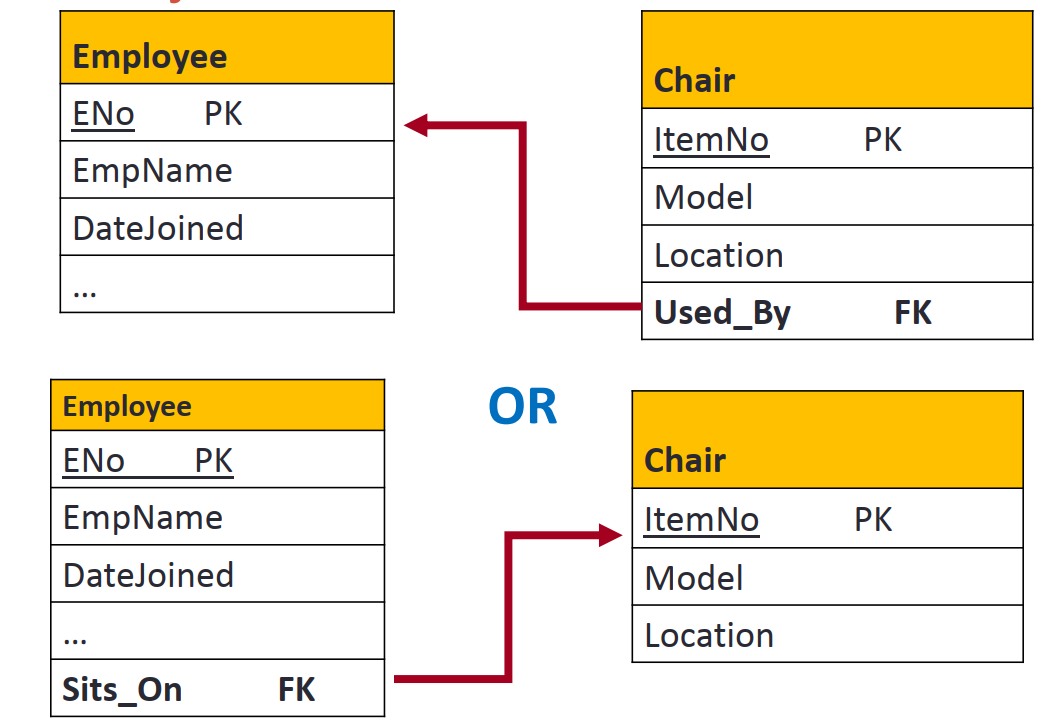 Employee
ENo PK
EmpName
DateJoined
...
Chair
ItemNo PK
Model
Location
Used_By FK
OR
Employee
ENo PK
EmpName
DateJoined
...
Sits_On FK
Chair
ItemNo PK
Model
Location